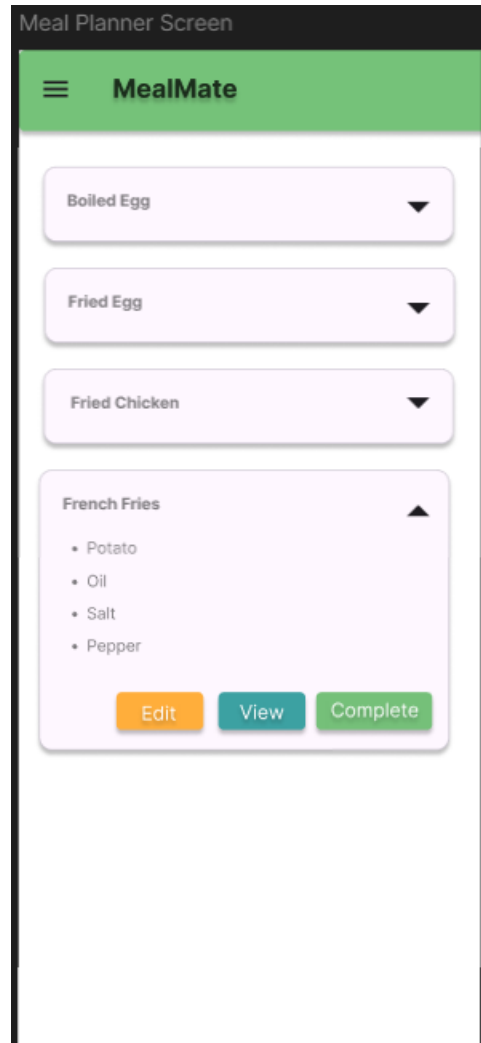 Meal Planner Screen
MealMate
Boiled Egg
Fried Egg
Fried Chicken
French Fries
• Potato
• Oil
• Salt
• Pepper
Edit View Complete